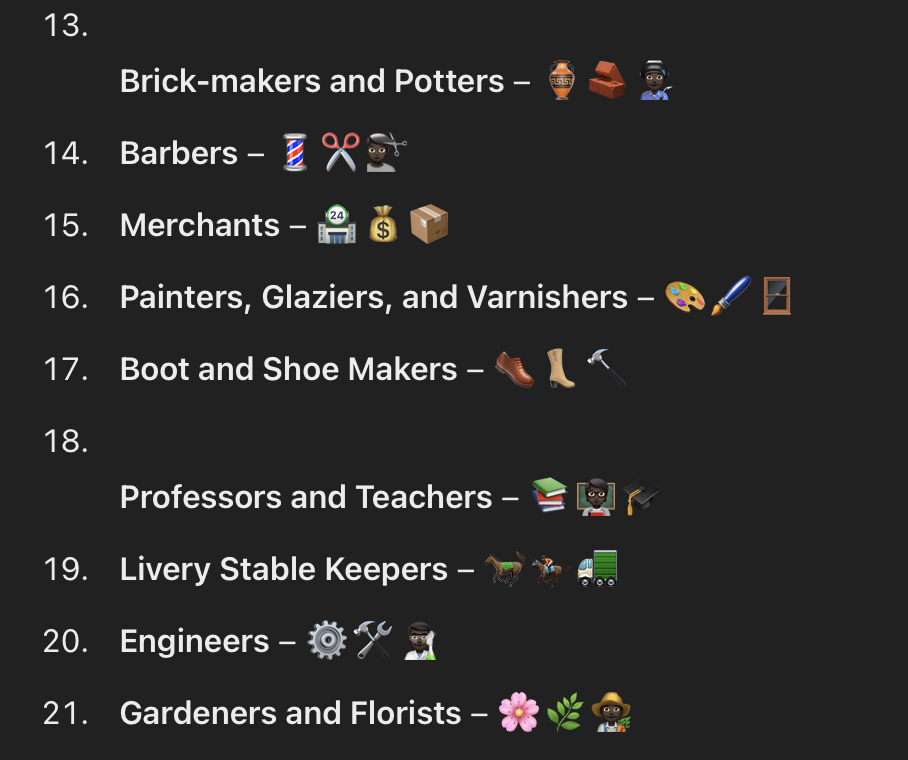 13.
Brick-makers and Potters – 🏺🧱👨🏿‍🏭
14. Barbers – 💈✂️💇🏿‍♂️
15. Merchants – 🏪💰📦
16. Painters, Glaziers, and Varnishers – 🎨🖌️🪟
17. Boot and Shoe Makers – 👞👢🔨
18.
Professors and Teachers – 📚👨🏿‍🏫🎓
19. Livery Stable Keepers – 🐎🏇🏿🚛
20. Engineers – ⚙️🛠️👨🏿‍🔬
21. Gardeners and Florists – 🌸🌿👨🏿‍🌾